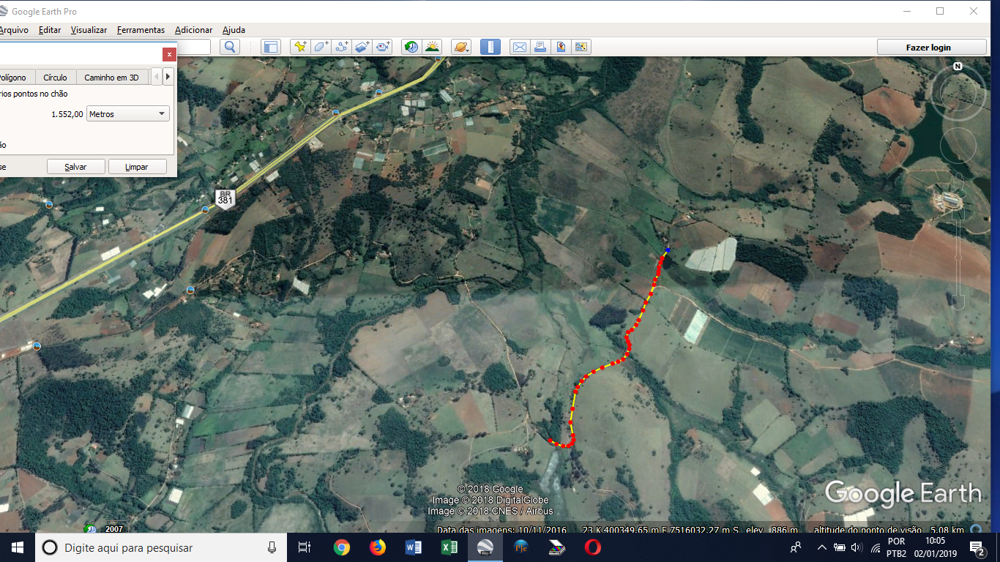 Google Earth Pro
Arquivo Editar Visualizar Ferramentas Adicionar Ajuda
Fazer login
Polígono Círculo Caminho em 3D
rios pontos no chão
1.552,00 Metros
ão
se Salvar Limpar
N
BR
381
© 2018 Google
Image © 2018 DigitalGlobe
Image © 2018 CNES / Airbus
Google Earth
2007
Data das imagens: 10/11/2016 23 K 400349.65 m E 7516032.27 m S elev 886 m altitude do ponto de visão 5.08 km
Digite aqui para pesquisar
Pro
PJe
POR
PTB2
10:05
02/01/2019
2